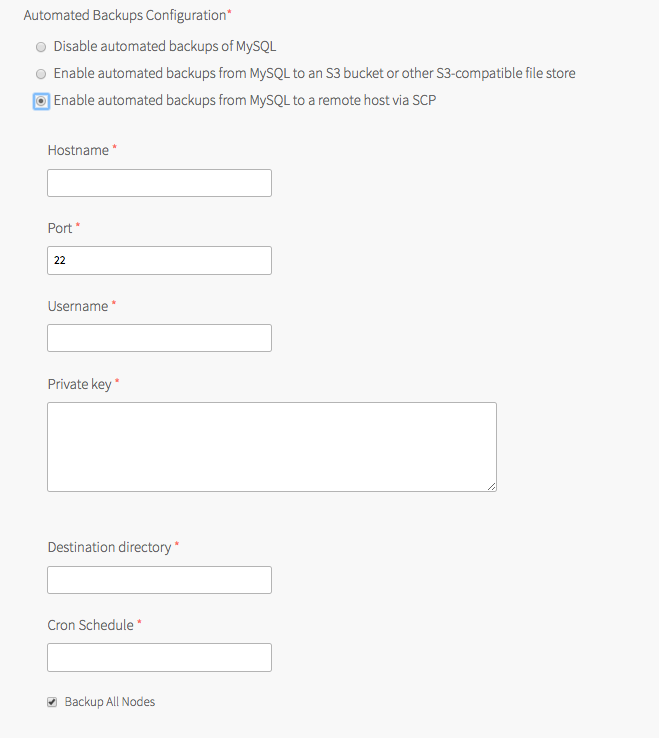 Automated Backups Configuration*
Disable automated backups of MySQL
Enable automated backups from MySQL to an S3 bucket or other S3-compatible file store
Enable automated backups from MySQL to a remote host via SCP
Hostname *
Port *
22
Username *
Private key *
Destination directory *
Cron Schedule *
Backup All Nodes